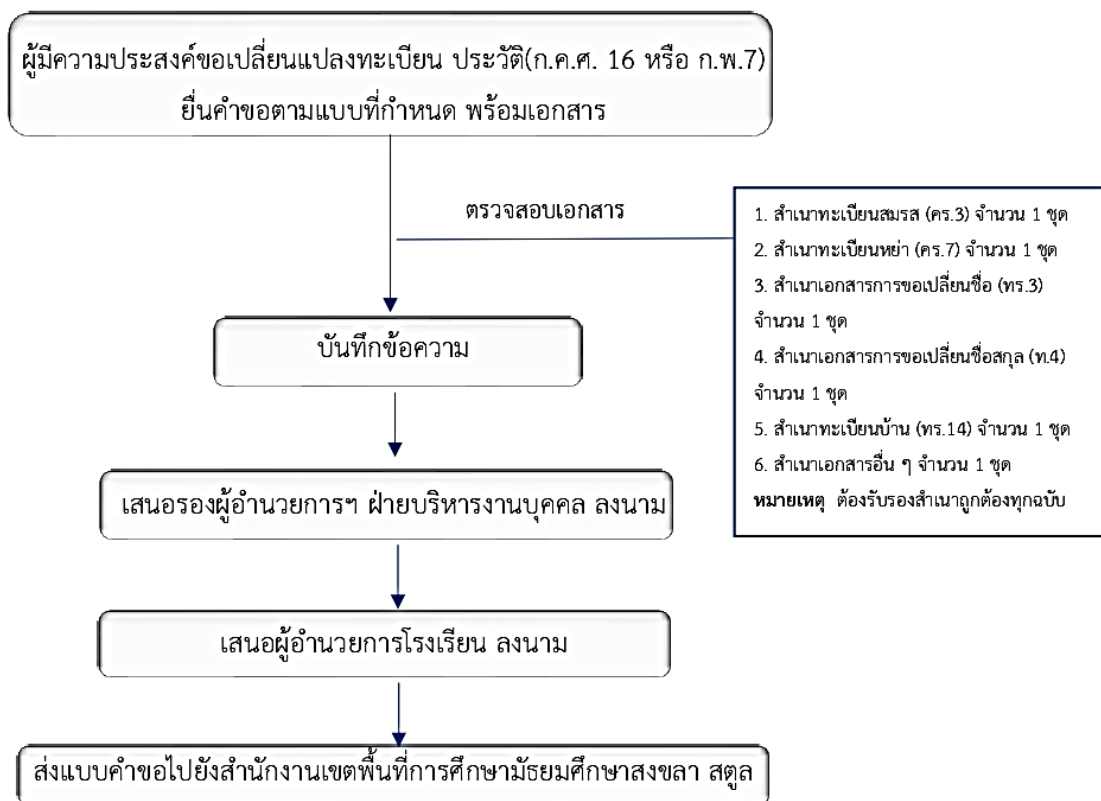 ผู้มีความประสงค์ขอเปลี่ยนแปลงทะเบียน ประวัติ(ก.ค.ศ. 16 หรือ ก.พ.7)
ยื่นคำขอตามแบบที่กำหนด พร้อมเอกสาร
ตรวจสอบเอกสาร
1. สำเนาทะเบียนสมรส (คร.3) จำนวน 1 ชุด
2. สำเนาทะเบียนหย่า (คร.7) จำนวน 1 ชุด
3. สำเนาเอกสารการขอเปลี่ยนชื่อ (ทร.3)
จำนวน 1 ชุด
4. สำเนาเอกสารการขอเปลี่ยนชื่อสกุล (ท.4)
จำนวน 1 ชุด
5. สำเนาทะเบียนบ้าน (ทร.14) จำนวน 1 ชุด
6. สำเนาเอกสารอื่น ๆ จำนวน 1 ชุด
หมายเหตุ ต้องรับรองสำเนาถูกต้องทุกฉบับ
บันทึกข้อความ
เสนอรองผู้อำนวยการฯ ฝ่ายบริหารงานบุคคล ลงนาม
เสนอผู้อำนวยการโรงเรียน ลงนาม
ส่งแบบคำขอไปยังสำนักงานเขตพื้นที่การศึกษามัธยมศึกษาสงขลา สตูล